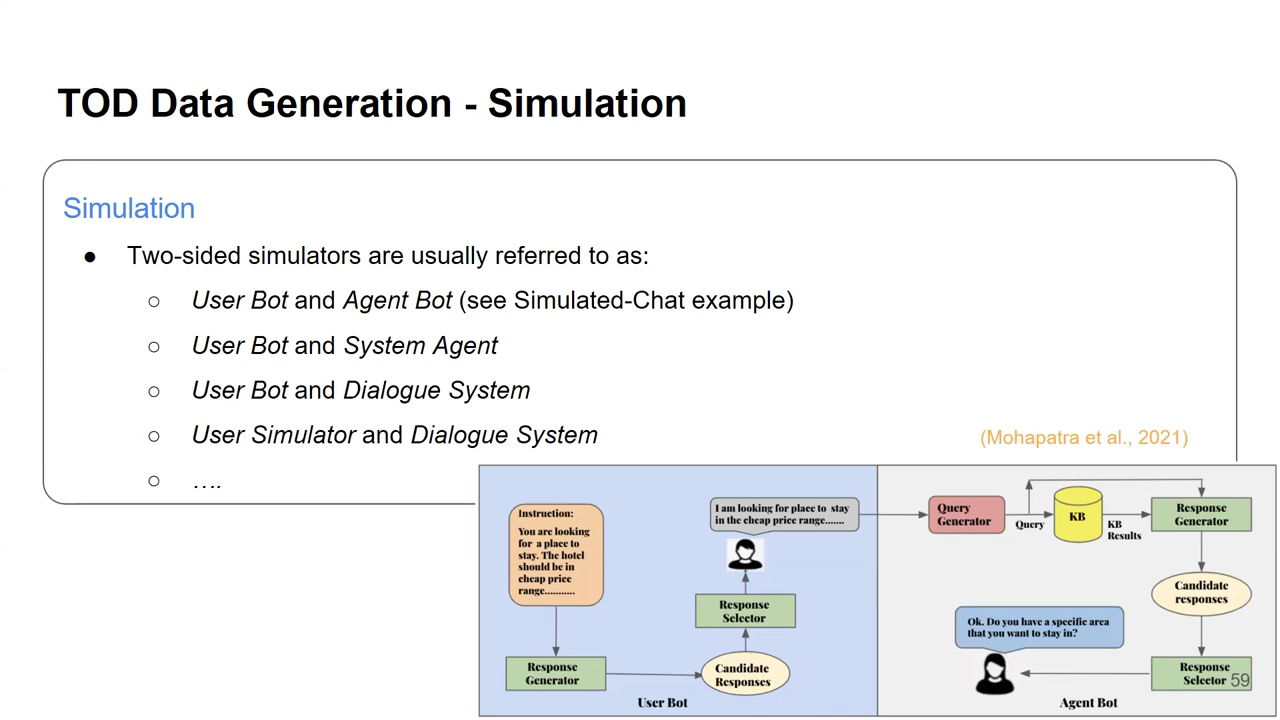 TOD Data Generation - Simulation
Simulation
● Two-sided simulators are usually referred to as:
○ User Bot and Agent Bot (see Simulated-Chat example)
○ User Bot and System Agent
○ User Bot and Dialogue System
○ User Simulator and Dialogue System
○ ....
(Mohapatra et al., 2021)
Instruction:
You are looking
for a place to
stay. The hotel
should be in
cheap price
range...........
Response
Generator
Candidate
Responses
Response
Selector
I am looking for place to stay
in the cheap price range.......
User Bot
Query
Generator
Query
KB
KB
Results
Response
Generator
Candidate
responses
Response
Selector
Ok. Do you have a specific area
that you want to stay in?
Agent Bot
59